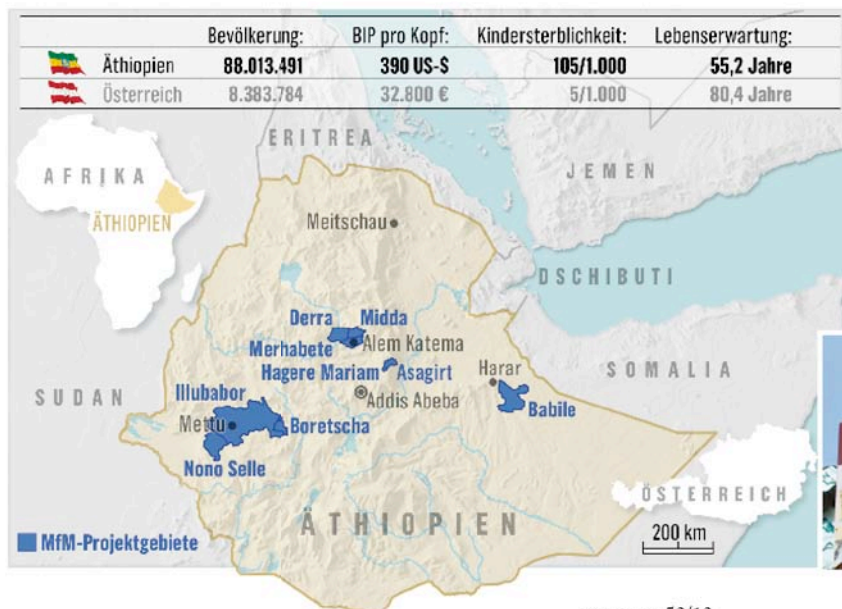 Bevölkerung: BIP pro Kopf: Kindersterblichkeit: Lebenserwartung:
Äthiopien 88.013.491 390 US-$ 105/1.000 55,2 Jahre
Österreich 8.383.784 32.800 € 5/1.000 80,4 Jahre
ERITREA
AFRIKA
JEMEN
ÄTHIOPIEN
Meitschau
DSCHIBUTI
Derra Midda
Merhabete Alem Katema
Hagere Mariam Asagirt
Harar
SOMALIA
SUDAN
Illubabor
Addis Abeba
Babile
Mettu
Boretscha
Nono Selle
ÖSTERREICH
ÄTHIOPIEN
200 km
MfM-Projektgebiete